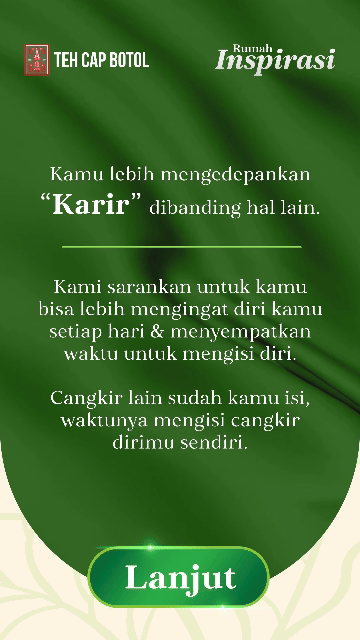 TEH CAP BOTOL
Rumah
Inspirasi
Kamu lebih mengedepankan
“Karir” dibanding hal lain.
Kami sarankan untuk kamu
bisa lebih mengingat diri kamu
setiap hari & menyempatkan
waktu untuk mengisi diri.
Cangkir lain sudah kamu isi,
waktunya mengisi cangkir
dirimu sendiri.
Lanjut